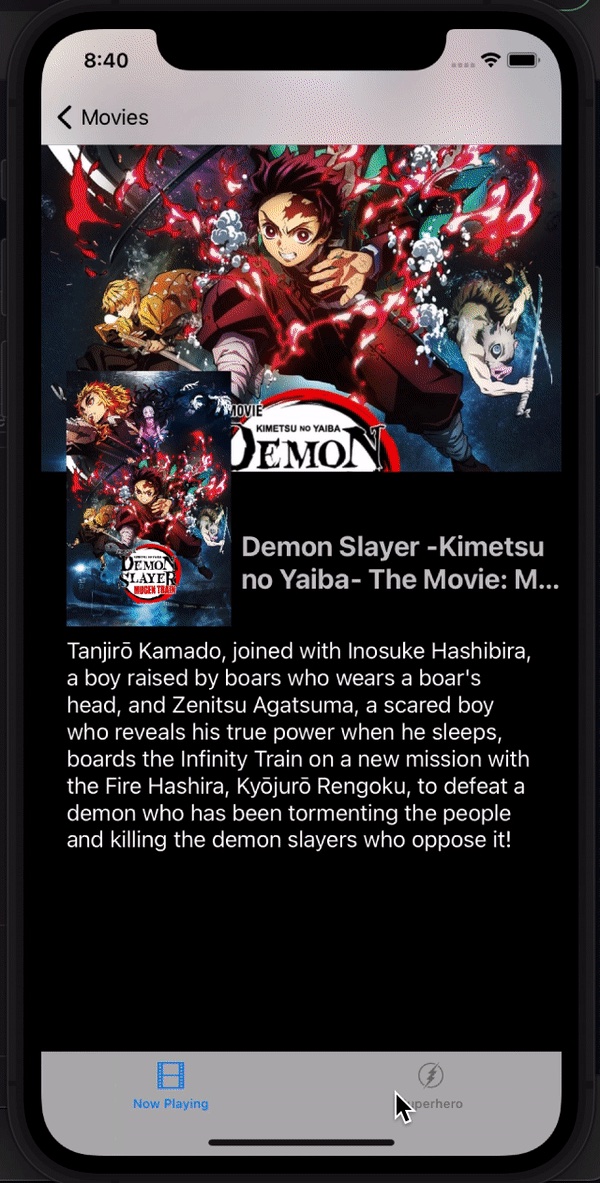 8:40
Movies
MOVIE
KIMETSU NO YAIBA
DEMON
DEMON
SLAYER
MUGEN TRAIN
Demon Slayer -Kimetsu
no Yaiba- The Movie: M...
Tanjirō Kamado, joined with Inosuke Hashibira,
a boy raised by boars who wears a boar's
head, and Zenitsu Agatsuma, a scared boy
who reveals his true power when he sleeps,
boards the Infinity Train on a new mission with
the Fire Hashira, Kyōjurō Rengoku, to defeat a
demon who has been tormenting the people
and killing the demon slayers who oppose it!
Now Playing
Superhero